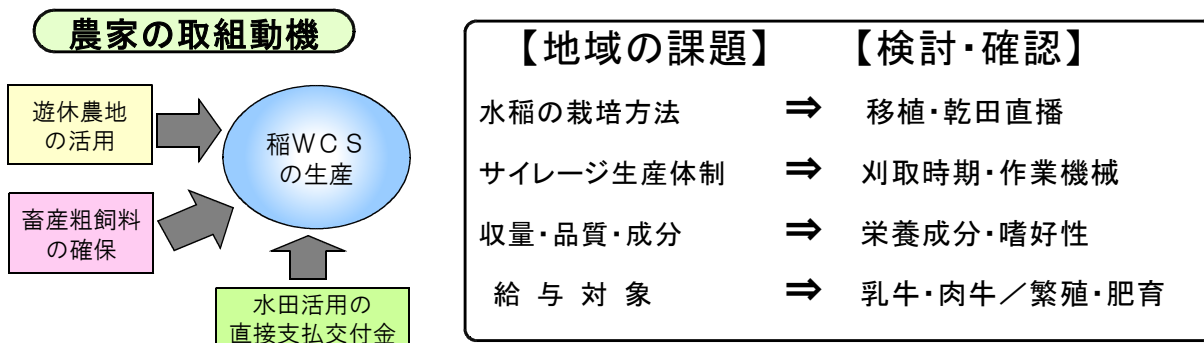 農家の取組動機
遊休農地
の活用
畜産粗飼料
の確保
稲ＷＣＳ
の生産
水田活用の
直接支払交付金
【地域の課題】 【検討・確認】
水稲の栽培方法 ⇒ 移植・乾田直播
サイレージ生産体制 ⇒ 刈取時期・作業機械
収量・品質・成分 ⇒ 栄養成分・嗜好性
給与対象 ⇒ 乳牛・肉牛／繁殖・肥育